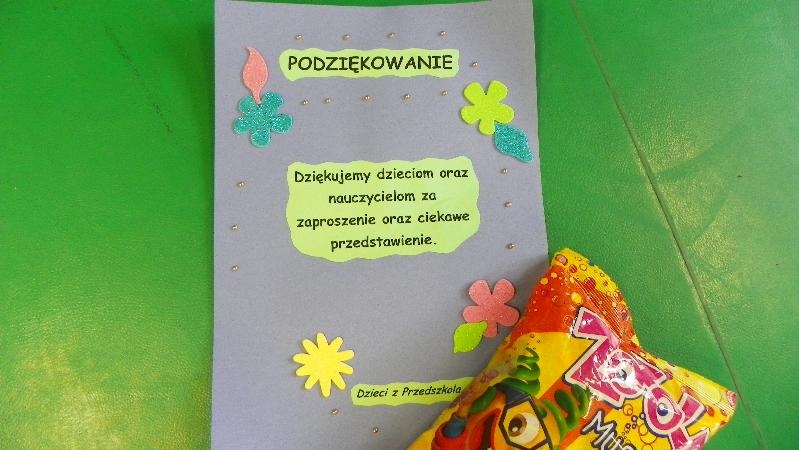 PODZIĘKOWANIE
Dziękujemy dzieciom oraz
nauczycielom za
zaproszenie oraz ciekawe
przedstawienie.
Dzieci z Przedszkola